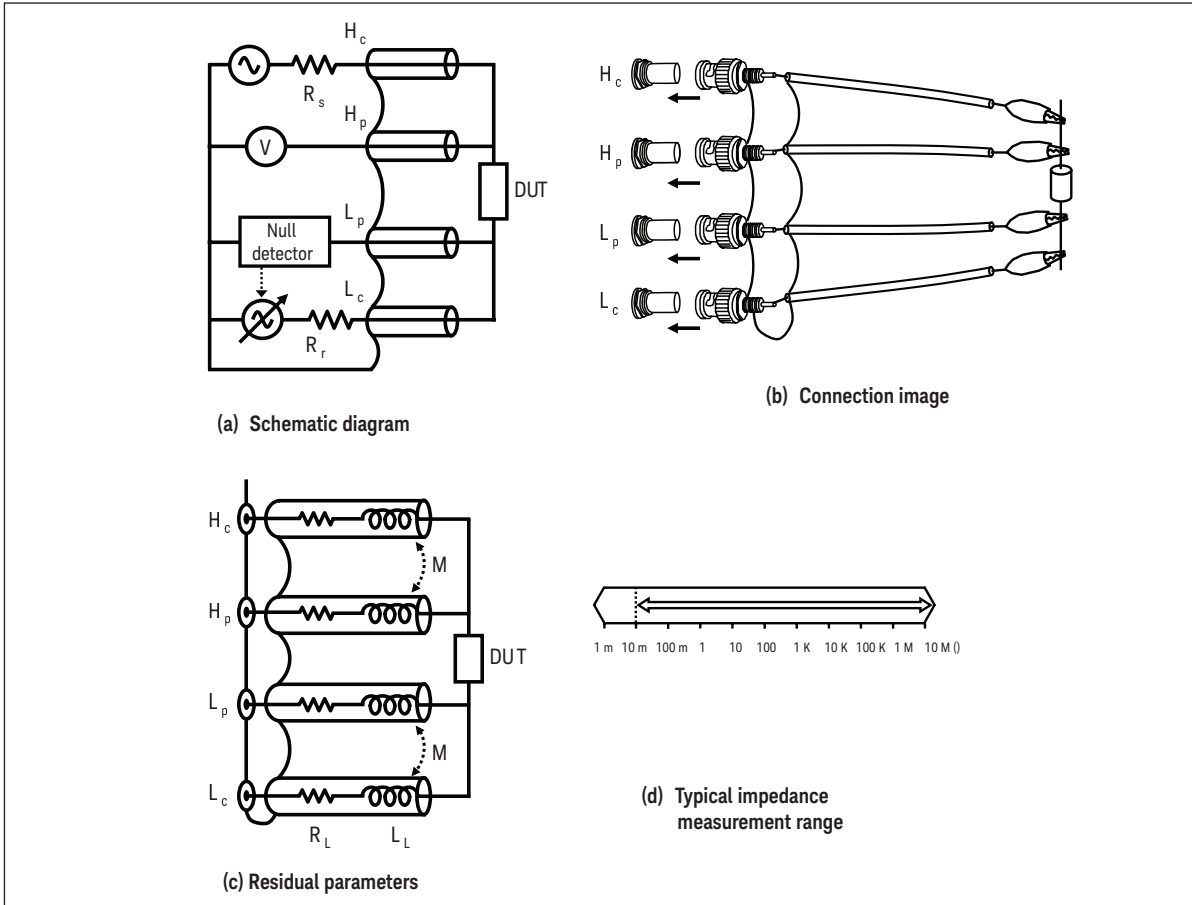 H c
R s
H p
V
DUT
L p
Null
detector
L c
R r
(a) Schematic diagram
H c
H p
L p
L c
(b) Connection image
H c
M
H p
DUT
L p
M
L c
R L
L L
(c) Residual parameters
1 m 10 m 100 m 1 10 100 1 K 10 K 100 K 1 M 10 M ()
(d) Typical impedance
measurement range